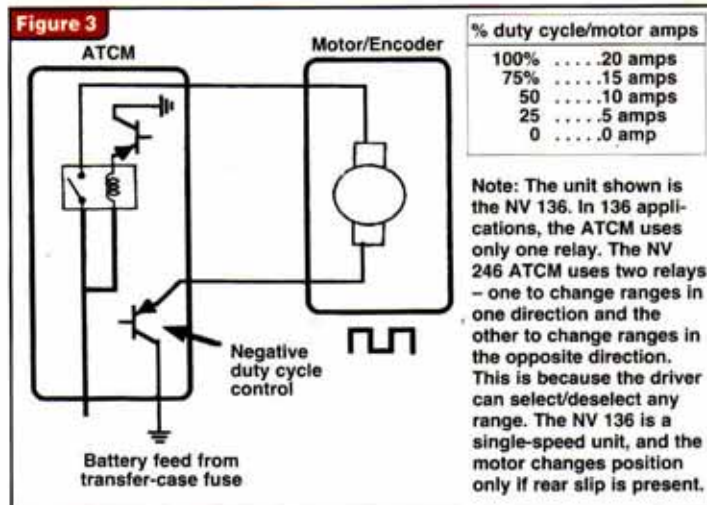 Figure 3
ATCM
Motor/Encoder
Negative
duty cycle
control
Battery feed from
transfer-case fuse
% duty cycle/motor amps
100% .....20 amps
75% .....15 amps
50 .....10 amps
25 .....5 amps
0 .....0 amp
Note: The unit shown is
the NV 136. In 136 appli-
cations, the ATCM uses
only one relay. The NV
246 ATCM uses two relays
– one to change ranges in
one direction and the
other to change ranges in
the opposite direction.
This is because the driver
can select/deselect any
range. The NV 136 is a
single-speed unit, and the
motor changes position
only if rear slip is present.